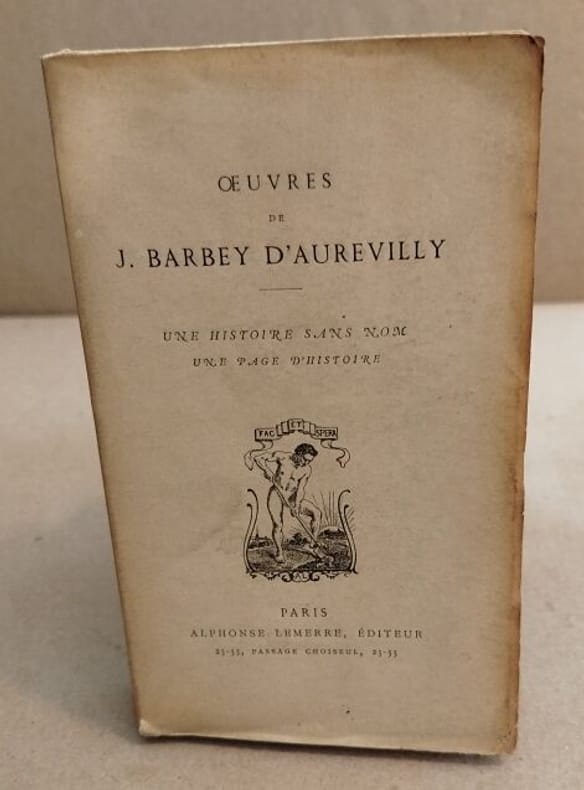 ŒUVRES
DE
J. BARBEY D'AUREVILLY
UNE HISTOIRE SANS NOM
UNE PAGE D'HISTOIRE
FAC ET SPERA
AL
PARIS
ALPHONSE LEMERRE, ÉDITEUR
23-33, PASSAGE CHOISEUL, 23-33